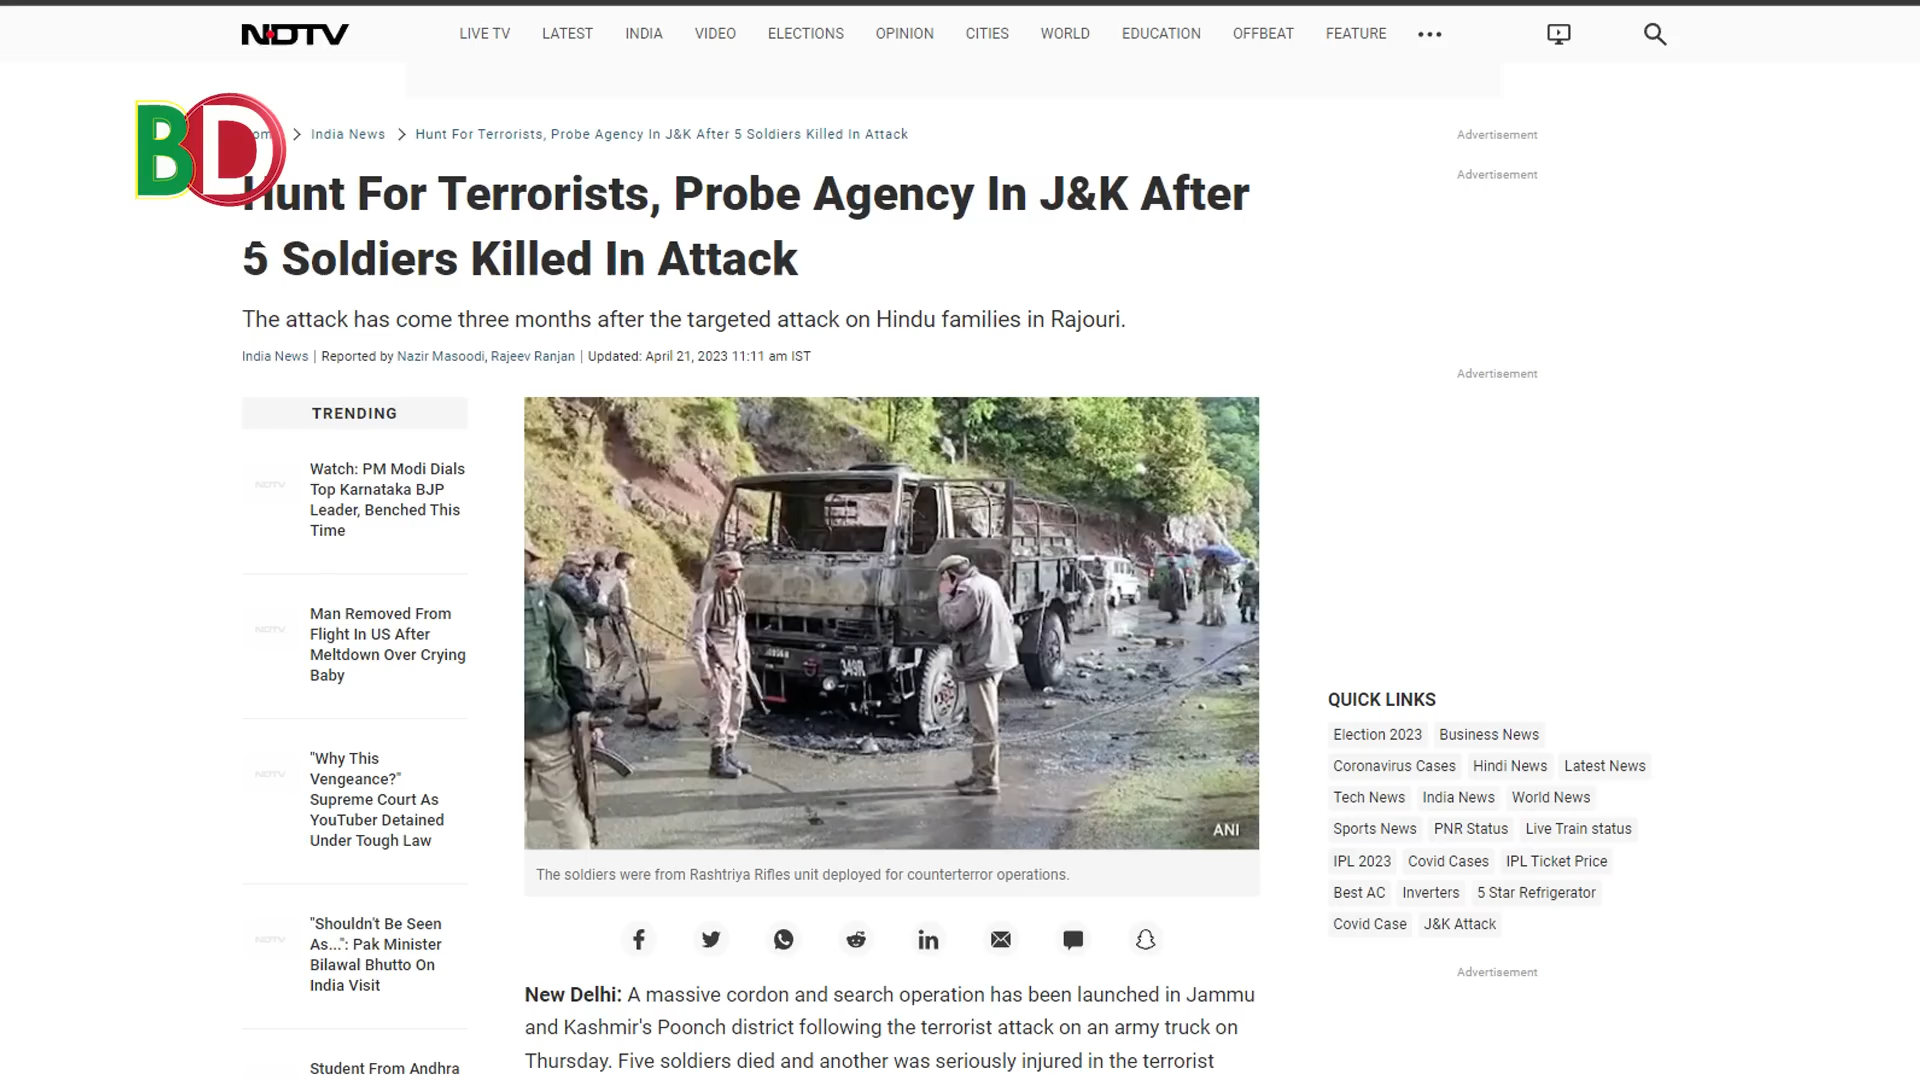 NDTV
LIVE TV LATEST INDIA VIDEO ELECTIONS OPINION CITIES WORLD EDUCATION OFFBEAT FEATURE
BD
India News > Hunt For Terrorists, Probe Agency In J&K After 5 Soldiers Killed In Attack
Hunt For Terrorists, Probe Agency In J&K After
5 Soldiers Killed In Attack
The attack has come three months after the targeted attack on Hindu families in Rajouri.
India News | Reported by Nazir Masoodi, Rajeev Ranjan | Updated: April 21, 2023 11:11 am IST
TRENDING
NDTV
Watch: PM Modi Dials
Top Karnataka BJP
Leader, Benched This
Time
NDTV
Man Removed From
Flight In US After
Meltdown Over Crying
Baby
NDTV
"Why This
Vengeance?"
Supreme Court As
YouTuber Detained
Under Tough Law
NDTV
"Shouldn't Be Seen
As...": Pak Minister
Bilawal Bhutto On
India Visit
Student From Andhra
ANI
The soldiers were from Rashtriya Rifles unit deployed for counterterror operations.
New Delhi: A massive cordon and search operation has been launched in Jammu
and Kashmir's Poonch district following the terrorist attack on an army truck on
Thursday. Five soldiers died and another was seriously injured in the terrorist
Advertisement
Advertisement
Advertisement
QUICK LINKS
Election 2023 Business News
Coronavirus Cases Hindi News Latest News
Tech News India News World News
Sports News PNR Status Live Train status
IPL 2023 Covid Cases IPL Ticket Price
Best AC Inverters 5 Star Refrigerator
Covid Case J&K Attack
Advertisement